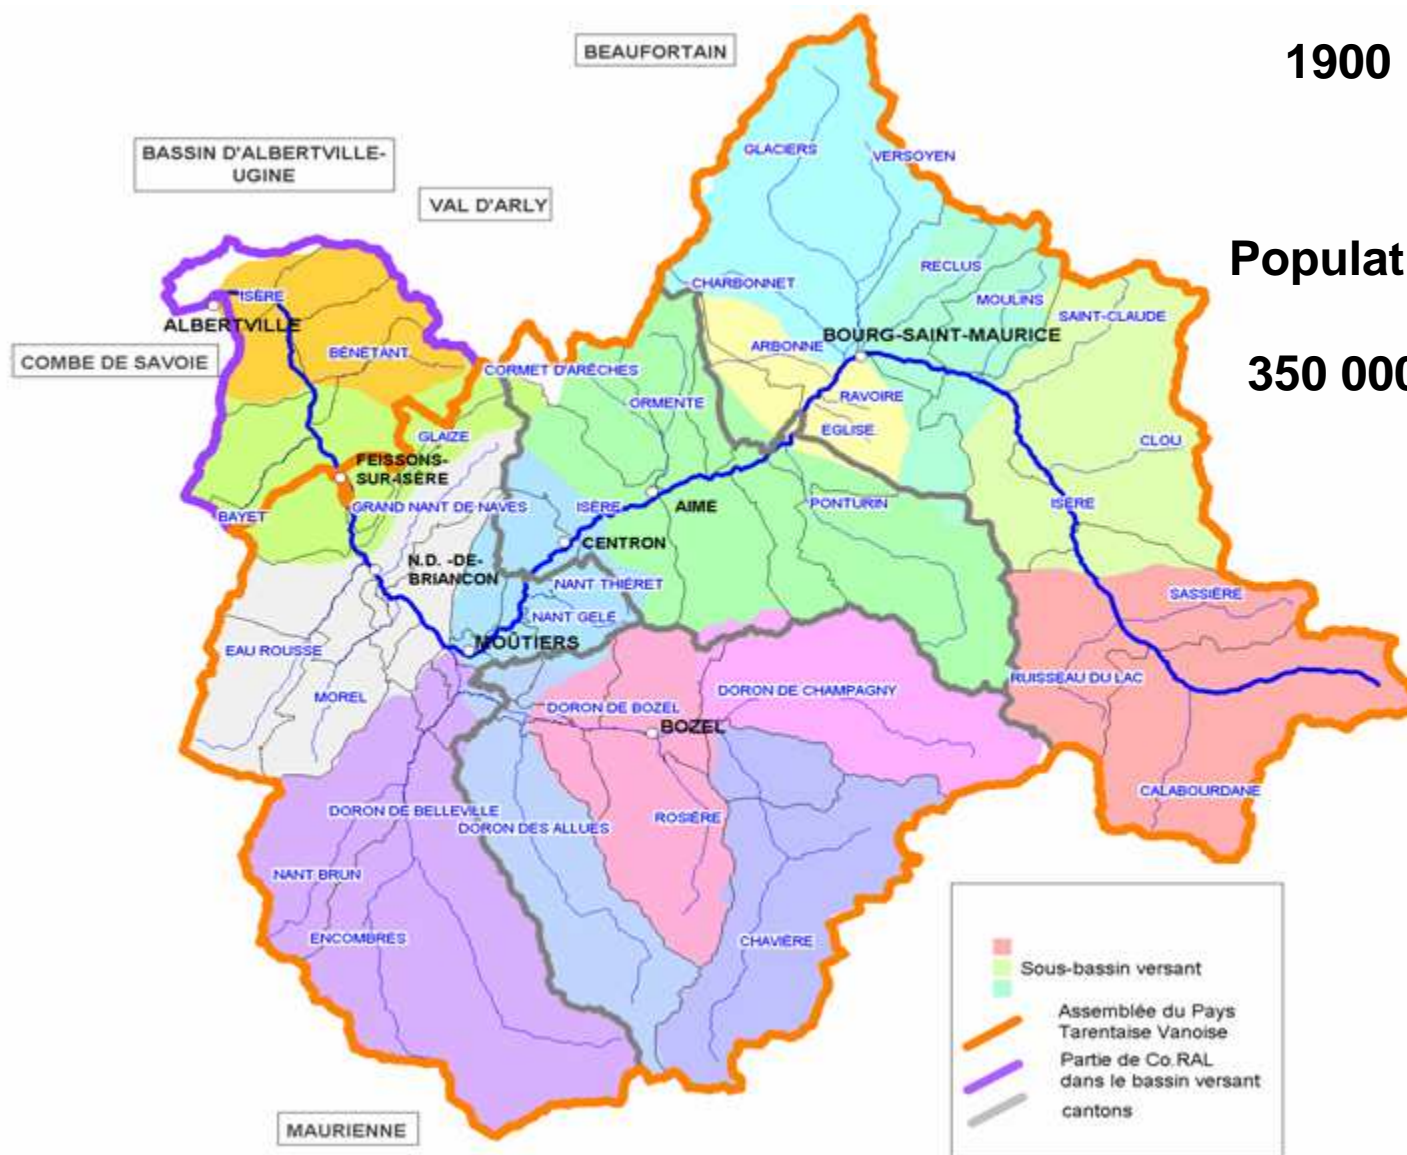 BEAUFORTAIN
1900
BASSIN D'ALBERTVILLE-
UGINE
VAL D'ARLY
GLACIERS
VERSOYEN
Populat
RECLUS
CHARBONNET
MOULINS
ISÈRE
SAINT-CLAUDE
ALBERTVILLE
BOURG-SAINT-MAURICE
ARBONNE
BÉNÉTANT
COMBE DE SAVOIE
CORMET D'ARÊCHES
350 000
RAVOIRE
ORMENTE
EGLISE
GLAIZE
CLOU
FEISSONS-
SUR-ISÈRE
BAYET
GRAND NANT DE NAVES
ISÈRE
AIME
PONTURIN
ISÈRE
CENTRON
N.D. -DE-
BRIANCON
NANT THIÉRET
SASSIÈRE
NANT GELÉ
MOÛTIERS
EAU ROUSSE
RUISSEAU DU LAC
MOREL
DORON DE CHAMPAGNY
DORON DE BOZEL
BOZEL
CALABOURDANE
DORON DE BELLEVILLE
ROSIÈRE
DORON DES ALLUES
NANT BRUN
ENCOMBRES
CHAVIÈRE
Sous-bassin versant
Assemblée du Pays
Tarentaise Vanoise
Partie de Co.RAL
dans le bassin versant
cantons
MAURIENNE